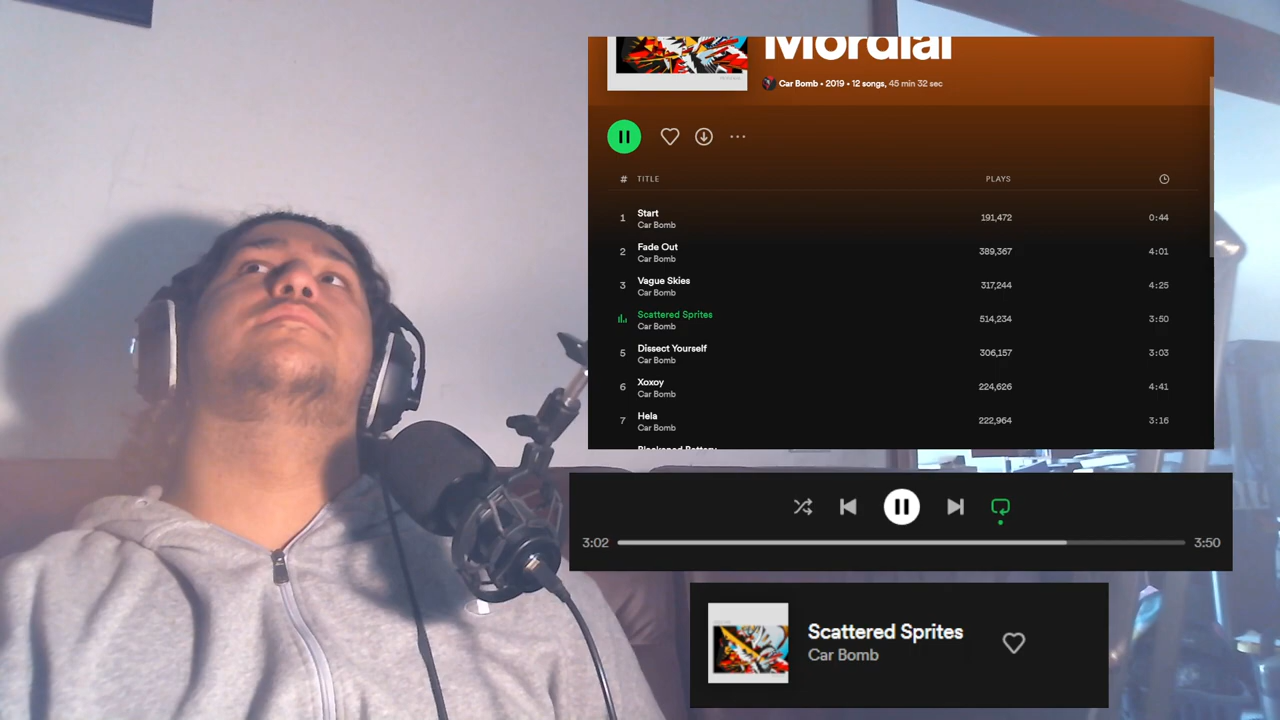 Mordial
Car Bomb • 2019 • 12 songs, 45 min 32 sec
# TITLE PLAYS
1 Start 191,472 0:44
Car Bomb
2 Fade Out 389,367 4:01
Car Bomb
3 Vague Skies 317,244 4:25
Car Bomb
Scattered Sprites 514,234 3:50
Car Bomb
5 Dissect Yourself 306,157 3:03
Car Bomb
6 Xoxoy 224,626 4:41
Car Bomb
7 Hela 222,964 3:16
Car Bomb
Blackened Battery
3:02 3:50
Scattered Sprites
Car Bomb